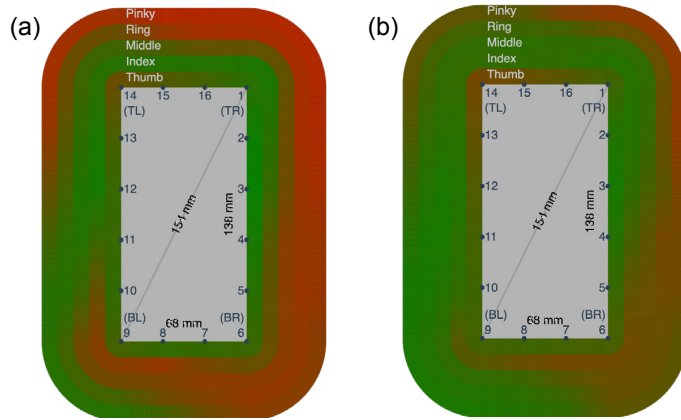 (a)
Pinky
Ring
Middle
Index
Thumb
14 15 16 1
(TL) (TR)
13 2
12 3
154 mm
138 mm
11 4
10 5
(BL) (BR)
68 mm
9 8 7 6
(b)
Pinky
Ring
Middle
Index
Thumb
14 15 16 1
(TL) (TR)
13 2
12 3
154 mm
138 mm
11 4
10 5
(BL) (BR)
68 mm
9 8 7 6